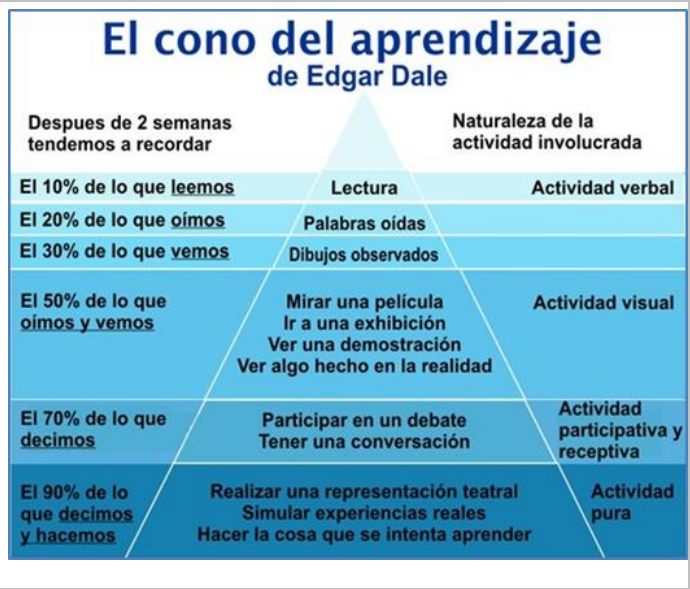 El cono del aprendizaje
de Edgar Dale
Despues de 2 semanas
tendemos a recordar
Naturaleza de la
actividad involucrada
El 10% de lo que leemos
Lectura
Actividad verbal
El 20% de lo que oímos
Palabras oídas
El 30% de lo que vemos
Dibujos observados
El 50% de lo que
oímos y vemos
Mirar una película
Ir a una exhibición
Ver una demostración
Ver algo hecho en la realidad
Actividad visual
El 70% de lo que
decimos
Participar en un debate
Tener una conversación
Actividad
participativa y
receptiva
El 90% de lo
que decimos
y hacemos
Realizar una representación teatral
Simular experiencias reales
Hacer la cosa que se intenta aprender
Actividad
pura